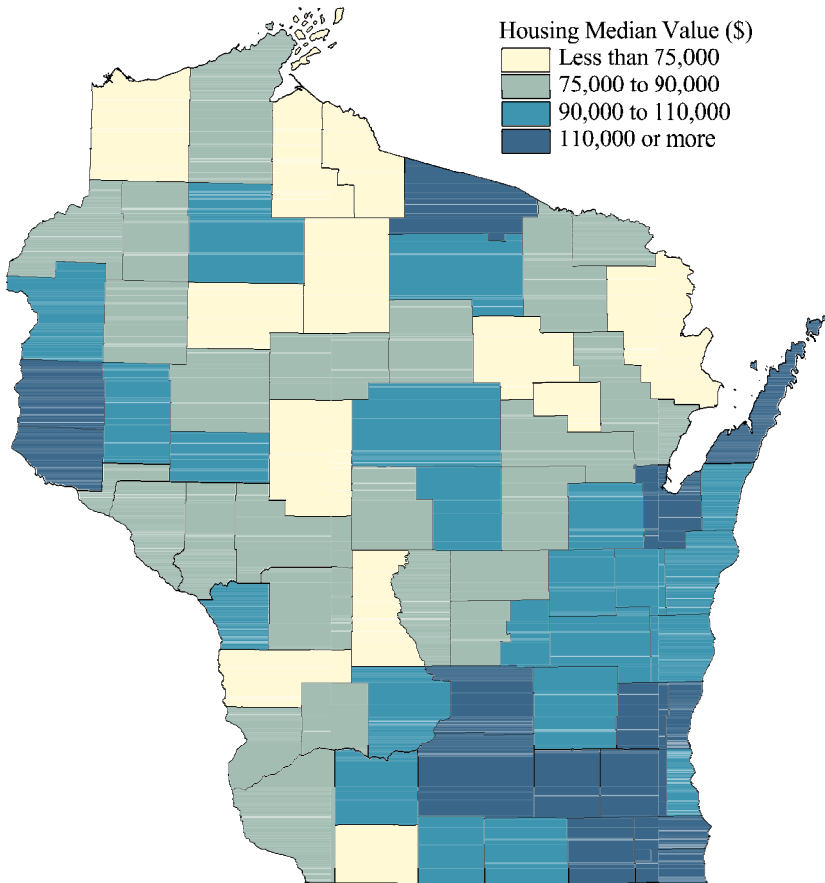 Housing Median Value ($)
Less than 75,000
75,000 to 90,000
90,000 to 110,000
110,000 or more